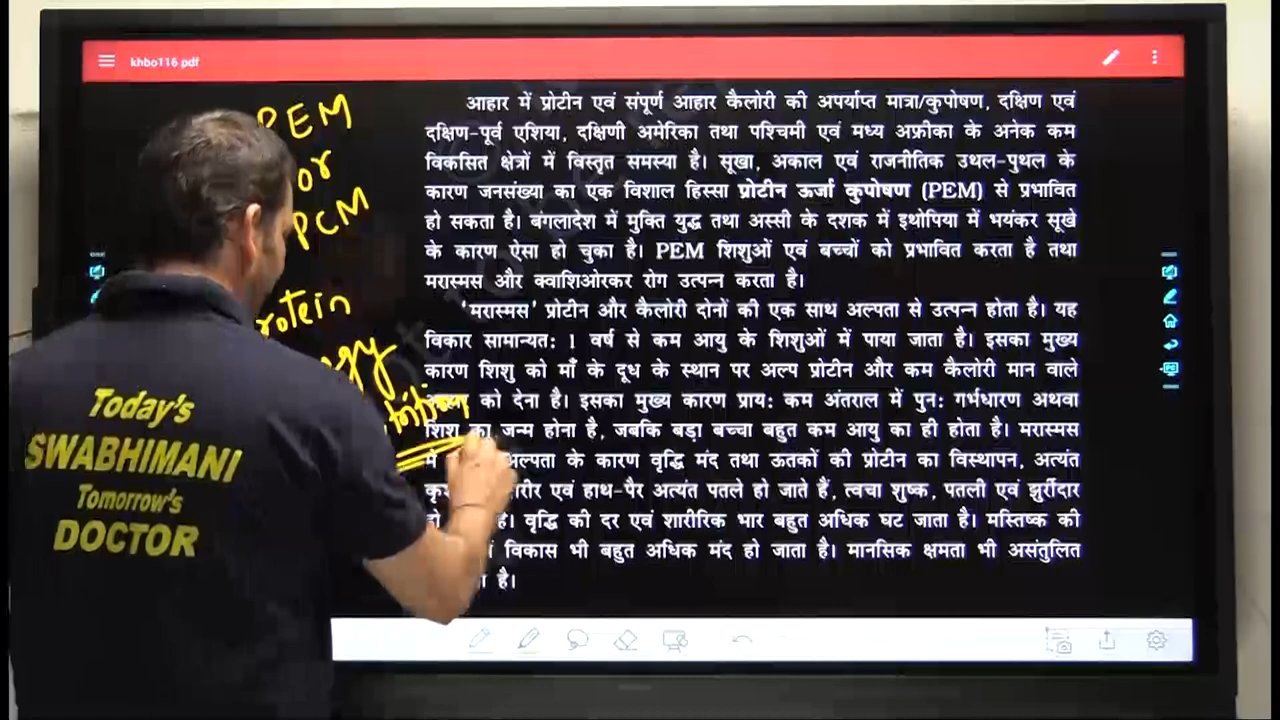 khbo116.pdf
PEM
or
PCM
rotein
आहार में प्रोटीन एवं संपूर्ण आहार कैलोरी की अपर्याप्त मात्रा/कुपोषण, दक्षिण एवं
दक्षिण-पूर्व एशिया, दक्षिणी अमेरिका तथा पश्चिमी एवं मध्य अफ्रीका के अनेक कम
विकसित क्षेत्रों में विस्तृत समस्या है। सूखा, अकाल एवं राजनीतिक उथल-पुथल के
कारण जनसंख्या का एक विशाल हिस्सा प्रोटीन ऊर्जा कुपोषण (PEM) से प्रभावित
हो सकता है। बंगलादेश में मुक्ति युद्ध तथा अस्सी के दशक में इथोपिया में भयंकर सूखे
के कारण ऐसा हो चुका है। PEM शिशुओं एवं बच्चों को प्रभावित करता है तथा
मरास्मस और क्वाशिओरकर रोग उत्पन्न करता है।
‘मरास्मस’ प्रोटीन और कैलोरी दोनों की एक साथ अल्पता से उत्पन्न होता है। यह
विकार सामान्यत: 1 वर्ष से कम आयु के शिशुओं में पाया जाता है। इसका मुख्य
कारण शिशु को माँ के दूध के स्थान पर अल्प प्रोटीन और कम कैलोरी मान वाले
को देना है। इसका मुख्य कारण प्राय: कम अंतराल में पुन: गर्भधारण अथवा
शिशु का जन्म होना है, जबकि बड़ा बच्चा बहुत कम आयु का ही होता है। मरास्मस
में अल्पता के कारण वृद्धि मंद तथा ऊतकों की प्रोटीन का विस्थापन, अत्यंत
रीर एवं हाथ-पैर अत्यंत पतले हो जाते हैं, त्वचा शुष्क, पतली एवं झुर्रीदार
हो है। वृद्धि की दर एवं शारीरिक भार बहुत अधिक घट जाता है। मस्तिष्क की
विकास भी बहुत अधिक मंद हो जाता है। मानसिक क्षमता भी असंतुलित
है।
Today's
SWABHIMANI
Tomorrow's
DOCTOR